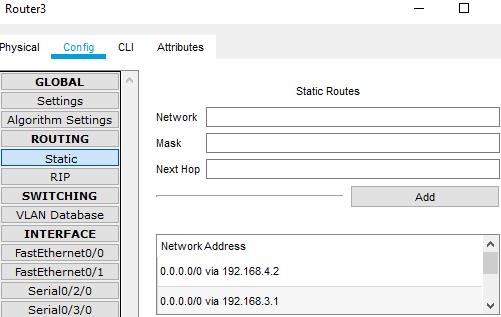 Router3
Physical Config CLI Attributes
GLOBAL
Settings
Algorithm Settings
ROUTING
Static
RIP
SWITCHING
VLAN Database
INTERFACE
FastEthernet0/0
FastEthernet0/1
Serial0/2/0
Serial0/3/0
Static Routes
Network
Mask
Next Hop
Add
Network Address
0.0.0.0/0 via 192.168.4.2
0.0.0.0/0 via 192.168.3.1